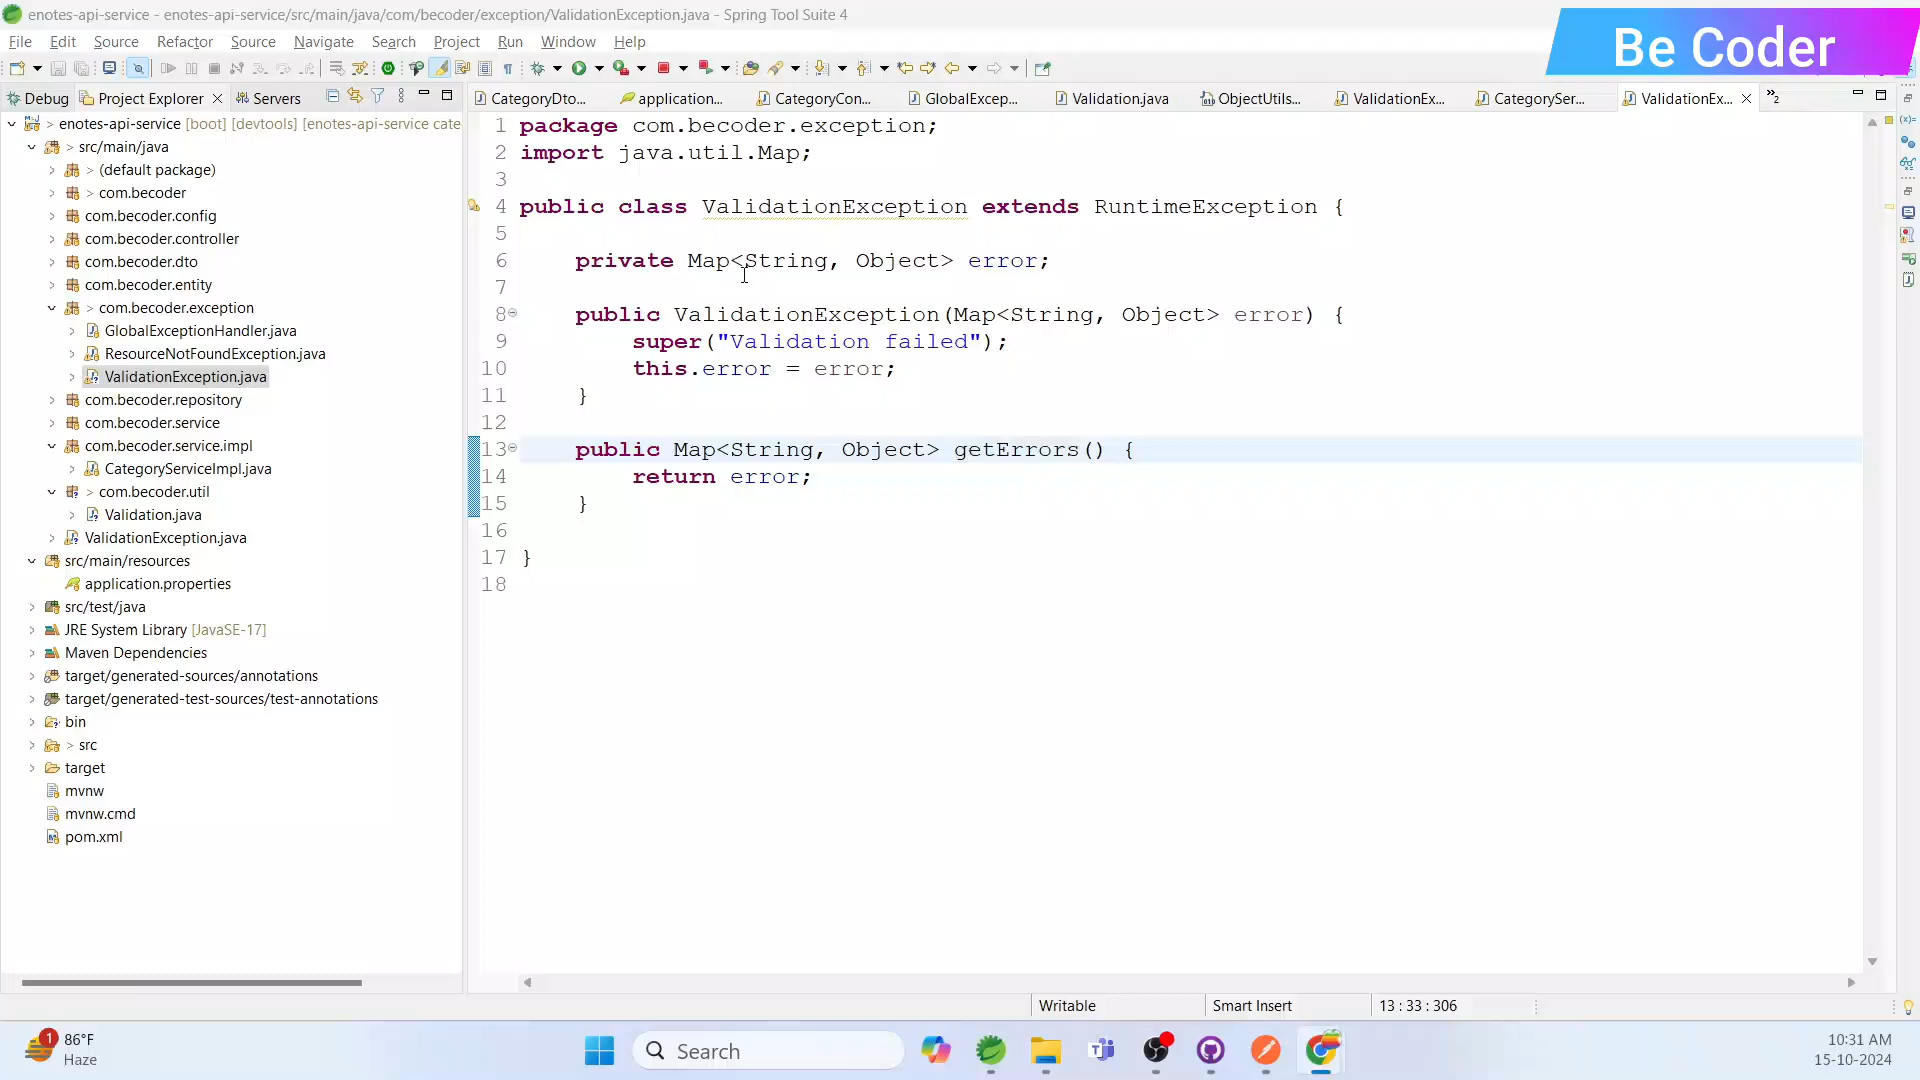 enotes-api-service - enotes-api-service/src/main/java/com/becoder/exception/ValidationException.java - Spring Tool Suite 4
Be Coder
File Edit Source Refactor Source Navigate Search Project Run Window Help
Debug Project Explorer Servers
CategoryDto... application... CategoryCon... GlobalExcep... Validation.java ObjectUtils... ValidationEx... CategorySer... ValidationEx... 2
> enotes-api-service [boot] [devtools] [enotes-api-service cate
> src/main/java
> (default package)
> com.becoder
com.becoder.config
com.becoder.controller
com.becoder.dto
com.becoder.entity
> com.becoder.exception
GlobalExceptionHandler.java
ResourceNotFoundException.java
ValidationException.java
com.becoder.repository
com.becoder.service
com.becoder.service.impl
CategoryServiceImpl.java
> com.becoder.util
Validation.java
ValidationException.java
src/main/resources
application.properties
src/test/java
JRE System Library [JavaSE-17]
Maven Dependencies
target/generated-sources/annotations
target/generated-test-sources/test-annotations
bin
> src
target
mvnw
mvnw.cmd
pom.xml
1 package com.becoder.exception;
2 import java.util.Map;
3
4 public class ValidationException extends RuntimeException {
5
6 private Map<String, Object> error;
7
8 public ValidationException(Map<String, Object> error) {
9 super("Validation failed");
10 this.error = error;
11 }
12
13 public Map<String, Object> getErrors() {
14 return error;
15 }
16
17 }
18
Writable Smart Insert 13 : 33 : 306
1 86°F
Haze
Search
10:31 AM
15-10-2024